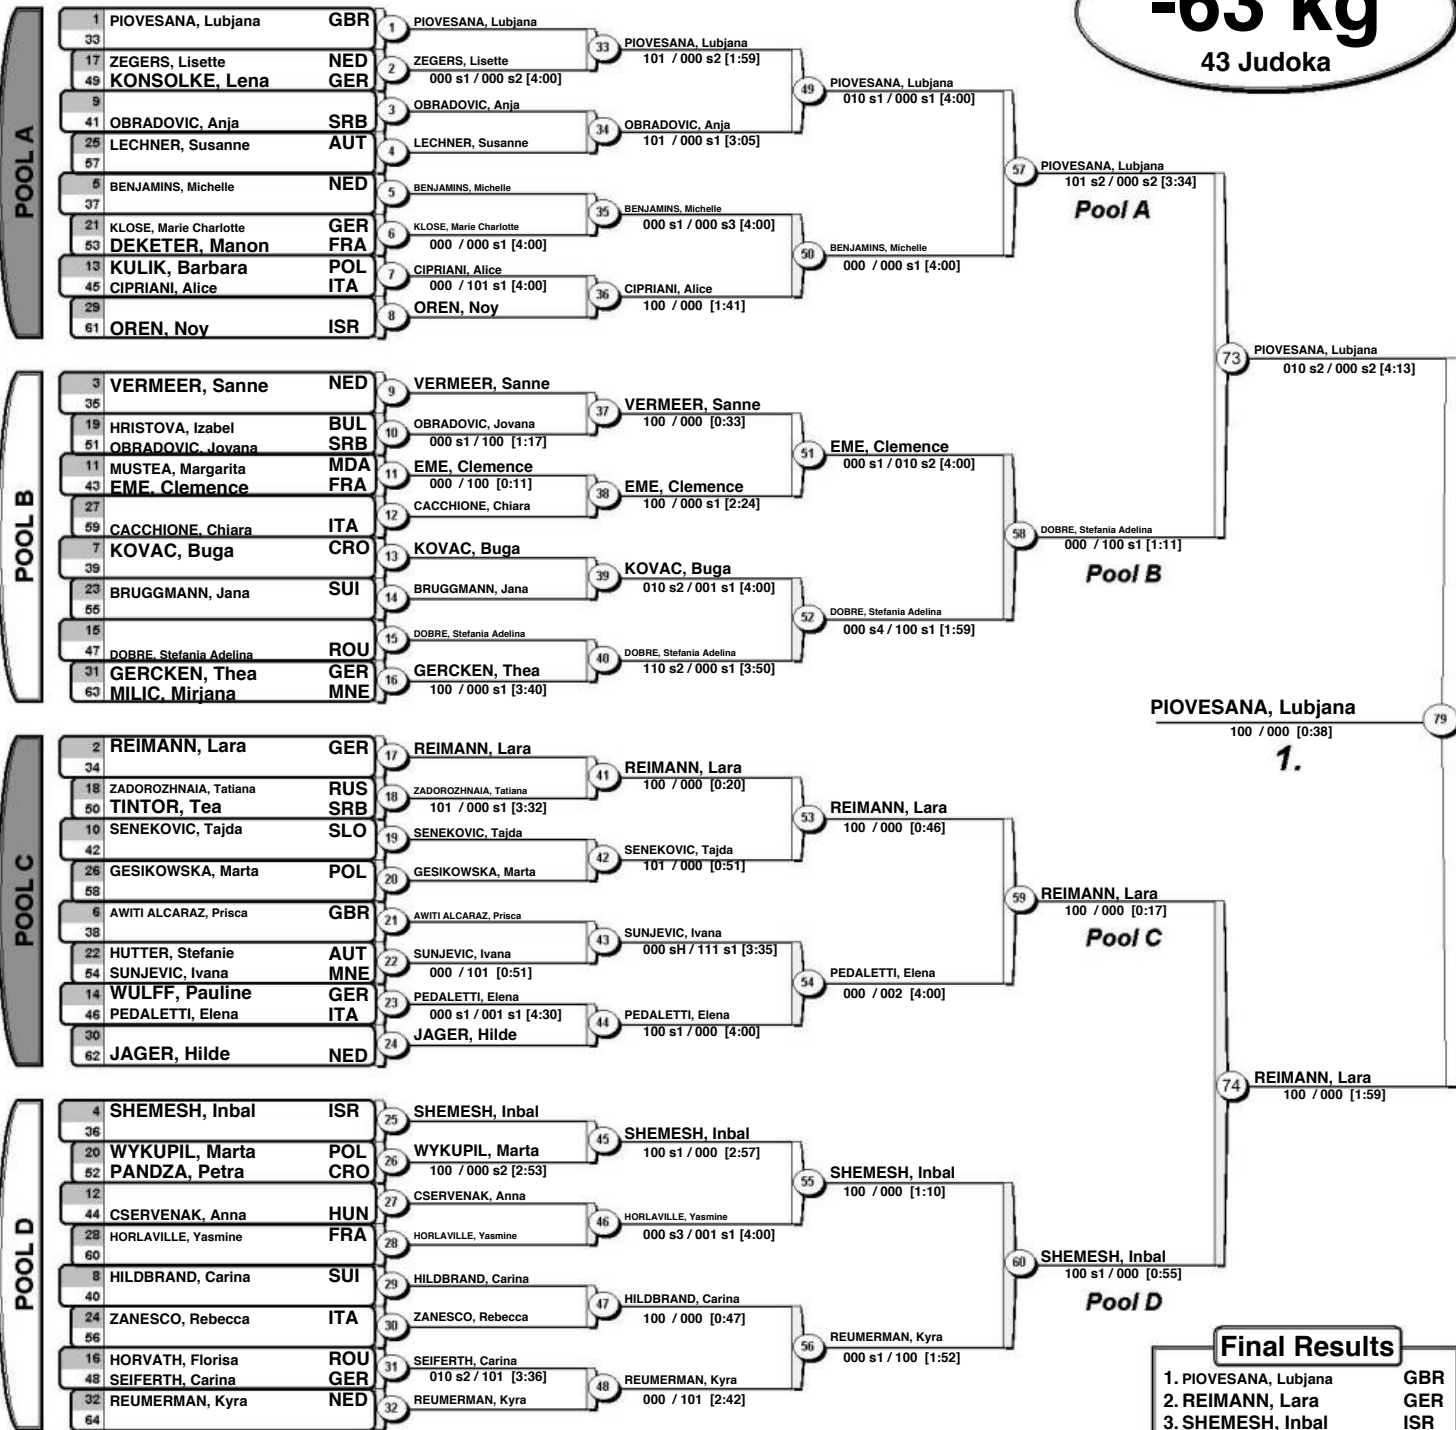 -63 kg
43 Judoka
POOL A
1 PIOVESANA, Lubjana GBR
33
17 ZEGERS, Lisette NED
49 KONSOLKE, Lena GER
9
41 OBRADOVIC, Anja SRB
25 LECHNER, Susanne AUT
57
5 BENJAMINS, Michelle NED
37
21 KLOSE, Marie Charlotte GER
53 DEKETER, Manon FRA
13 KULIK, Barbara POL
45 CIPRIANI, Alice ITA
29
61 OREN, Noy ISR
1 PIOVESANA, Lubjana
2 ZEGERS, Lisette
000 s1 / 000 s2 [4:00]
3 OBRADOVIC, Anja
4 LECHNER, Susanne
5 BENJAMINS, Michelle
6 KLOSE, Marie Charlotte
000 / 000 s1 [4:00]
7 CIPRIANI, Alice
000 / 101 s1 [4:00]
8 OREN, Noy
33 PIOVESANA, Lubjana
101 / 000 s2 [1:59]
34 OBRADOVIC, Anja
101 / 000 s1 [3:05]
35 BENJAMINS, Michelle
000 s1 / 000 s3 [4:00]
36 CIPRIANI, Alice
100 / 000 [1:41]
49 PIOVESANA, Lubjana
010 s1 / 000 s1 [4:00]
50 BENJAMINS, Michelle
000 / 000 s1 [4:00]
57 PIOVESANA, Lubjana
101 s2 / 000 s2 [3:34]
Pool A
POOL B
3 VERMEER, Sanne NED
35
19 HRISTOVA, Izabel BUL
51 OBRADOVIC, Jovana SRB
11 MUSTEA, Margarita MDA
43 EME, Clemence FRA
27
59 CACCHIONE, Chiara ITA
7 KOVAC, Buga CRO
39
23 BRUGGMANN, Jana SUI
55
15
47 DOBRE, Stefania Adelina ROU
31 GERCKEN, Thea GER
63 MILIC, Mirjana MNE
9 VERMEER, Sanne
10 OBRADOVIC, Jovana
000 s1 / 100 [1:17]
11 EME, Clemence
000 / 100 [0:11]
12 CACCHIONE, Chiara
13 KOVAC, Buga
14 BRUGGMANN, Jana
15 DOBRE, Stefania Adelina
16 GERCKEN, Thea
100 / 000 s1 [3:40]
37 VERMEER, Sanne
100 / 000 [0:33]
38 EME, Clemence
100 / 000 s1 [2:24]
39 KOVAC, Buga
010 s2 / 001 s1 [4:00]
40 DOBRE, Stefania Adelina
110 s2 / 000 s1 [3:50]
51 EME, Clemence
000 s1 / 010 s2 [4:00]
52 DOBRE, Stefania Adelina
000 s4 / 100 s1 [1:59]
58 DOBRE, Stefania Adelina
000 / 100 s1 [1:11]
Pool B
73 PIOVESANA, Lubjana
010 s2 / 000 s2 [4:13]
PIOVESANA, Lubjana 79
100 / 000 [0:38]
1.
POOL C
2 REIMANN, Lara GER
34
18 ZADOROZHNAIA, Tatiana RUS
50 TINTOR, Tea SRB
10 SENEKOVIC, Tajda SLO
42
26 GESIKOWSKA, Marta POL
58
6 AWITI ALCARAZ, Prisca GBR
38
22 HUTTER, Stefanie AUT
54 SUNJEVIC, Ivana MNE
14 WULFF, Pauline GER
46 PEDALETTI, Elena ITA
30
62 JAGER, Hilde NED
17 REIMANN, Lara
18 ZADOROZHNAIA, Tatiana
101 / 000 s1 [3:32]
19 SENEKOVIC, Tajda
20 GESIKOWSKA, Marta
21 AWITI ALCARAZ, Prisca
22 SUNJEVIC, Ivana
000 / 101 [0:51]
23 PEDALETTI, Elena
000 s1 / 001 s1 [4:30]
24 JAGER, Hilde
41 REIMANN, Lara
100 / 000 [0:20]
42 SENEKOVIC, Tajda
101 / 000 [0:51]
43 SUNJEVIC, Ivana
000 sH / 111 s1 [3:35]
44 PEDALETTI, Elena
100 s1 / 000 [4:00]
53 REIMANN, Lara
100 / 000 [0:46]
54 PEDALETTI, Elena
000 / 002 [4:00]
59 REIMANN, Lara
100 / 000 [0:17]
Pool C
74 REIMANN, Lara
100 / 000 [1:59]
POOL D
4 SHEMESH, Inbal ISR
36
20 WYKUPIL, Marta POL
52 PANDZA, Petra CRO
12
44 CSERVENAK, Anna HUN
28 HORLAVILLE, Yasmine FRA
60
8 HILDBRAND, Carina SUI
40
24 ZANESCO, Rebecca ITA
56
16 HORVATH, Florisa ROU
48 SEIFERTH, Carina GER
32 REUMERMAN, Kyra NED
64
25 SHEMESH, Inbal
26 WYKUPIL, Marta
100 / 000 s2 [2:53]
27 CSERVENAK, Anna
28 HORLAVILLE, Yasmine
29 HILDBRAND, Carina
30 ZANESCO, Rebecca
31 SEIFERTH, Carina
010 s2 / 101 [3:36]
32 REUMERMAN, Kyra
45 SHEMESH, Inbal
100 s1 / 000 [2:57]
46 HORLAVILLE, Yasmine
000 s3 / 001 s1 [4:00]
47 HILDBRAND, Carina
100 / 000 [0:47]
48 REUMERMAN, Kyra
000 / 101 [2:42]
55 SHEMESH, Inbal
100 / 000 [1:10]
56 REUMERMAN, Kyra
000 s1 / 100 [1:52]
60 SHEMESH, Inbal
100 s1 / 000 [0:55]
Pool D
Final Results
1. PIOVESANA, Lubjana GBR
2. REIMANN, Lara GER
3. SHEMESH, Inbal ISR